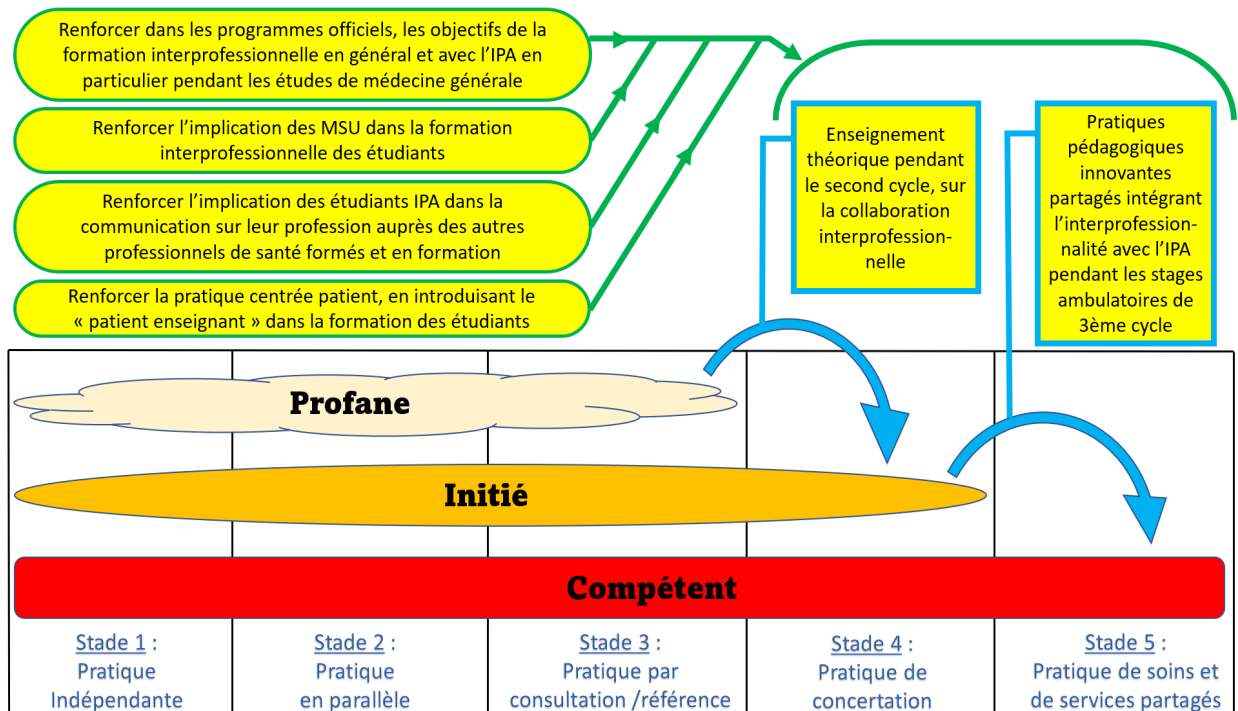 Renforcer dans les programmes officiels, les objectifs de la
formation interprofessionnelle en général et avec l'IPA en
particulier pendant les études de médecine générale
Renforcer l'implication des MSU dans la formation
interprofessionnelle des étudiants
Renforcer l'implication des étudiants IPA dans la
communication sur leur profession auprès des autres
professionnels de santé formés et en formation
Renforcer la pratique centrée patient, en introduisant le
« patient enseignant » dans la formation des étudiants
Enseignement
théorique pendant
le second cycle, sur
la collaboration
interprofession-
nelle
Pratiques
pédagogiques
innovantes
partagés intégrant
l'interprofession-
nalité avec l'IPA
pendant les stages
ambulatoires de
3ème cycle
Profane
Initié
Compétent
Stade 1 :
Pratique
Indépendante
Stade 2 :
Pratique
en parallèle
Stade 3 :
Pratique par
consultation /référence
Stade 4 :
Pratique de
concertation
Stade 5 :
Pratique de soins et
de services partagés